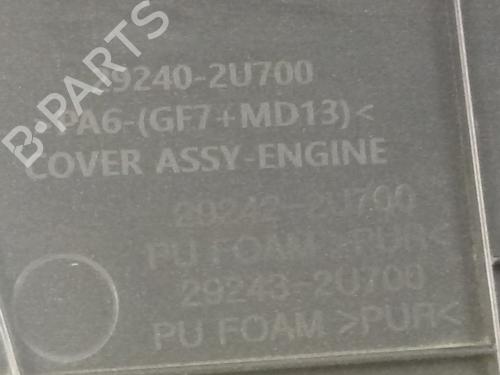 B-PARTS
29240-2U700
>PA6-(GF7+MD13)<
COVER ASSY-ENGINE
29242-2U700
PU FOAM >PUR<
29243-2U700
PU FOAM >PUR<